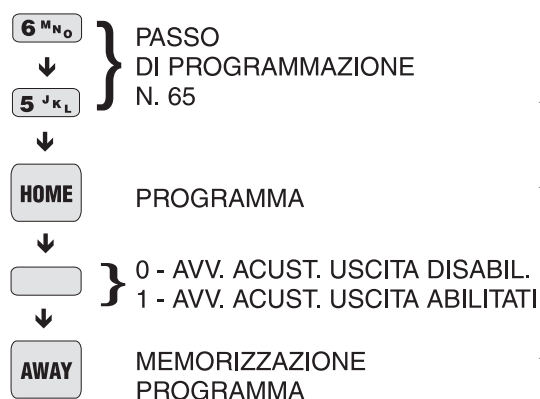 6 MNO
PASSO
DI PROGRAMMAZIONE
5 JKL
N. 65
HOME
PROGRAMMA
0 - AVV. ACUST. USCITA DISABIL.
1 - AVV. ACUST. USCITA ABILITATI
AWAY
MEMORIZZAZIONE
PROGRAMMA